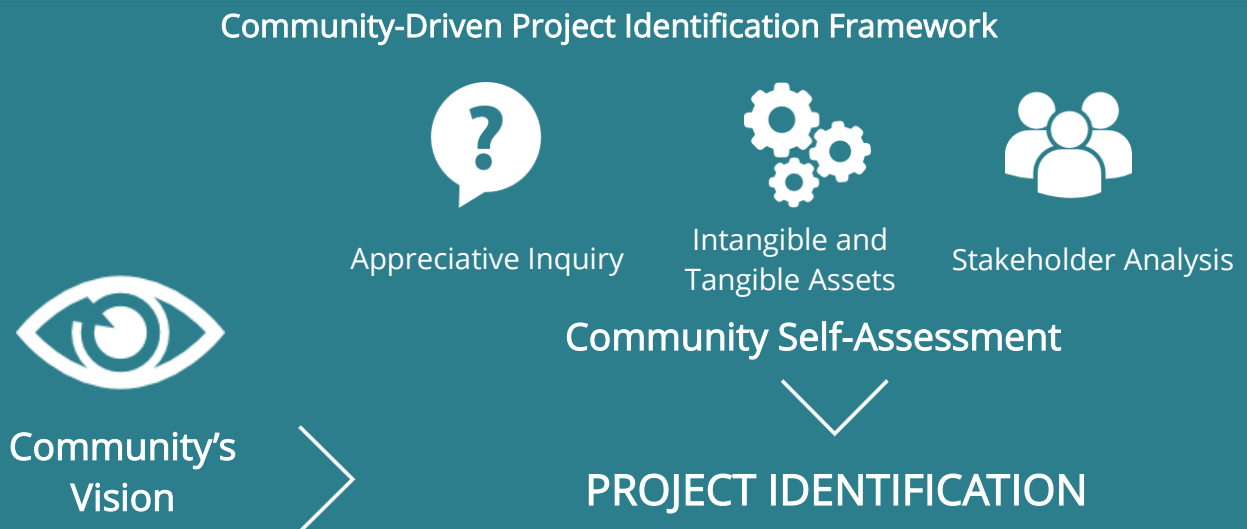 Community-Driven Project Identification Framework
?
Appreciative Inquiry
Intangible and
Tangible Assets
Stakeholder Analysis
Community Self-Assessment
Community’s
Vision
PROJECT IDENTIFICATION